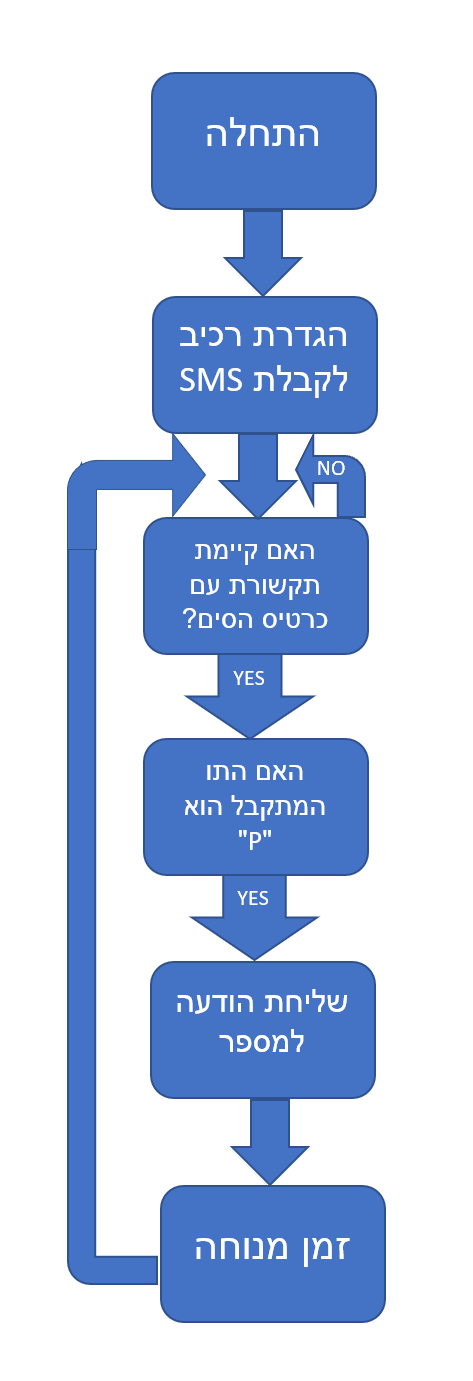 התחלה
הגדרת רכיב
לקבלת SMS
NO
האם קיימת
תקשורת עם
כרטיס הסים?
YES
האם התו
המתקבל הוא
"P"
YES
שליחת הודעה
למספר
זמן מנוחה